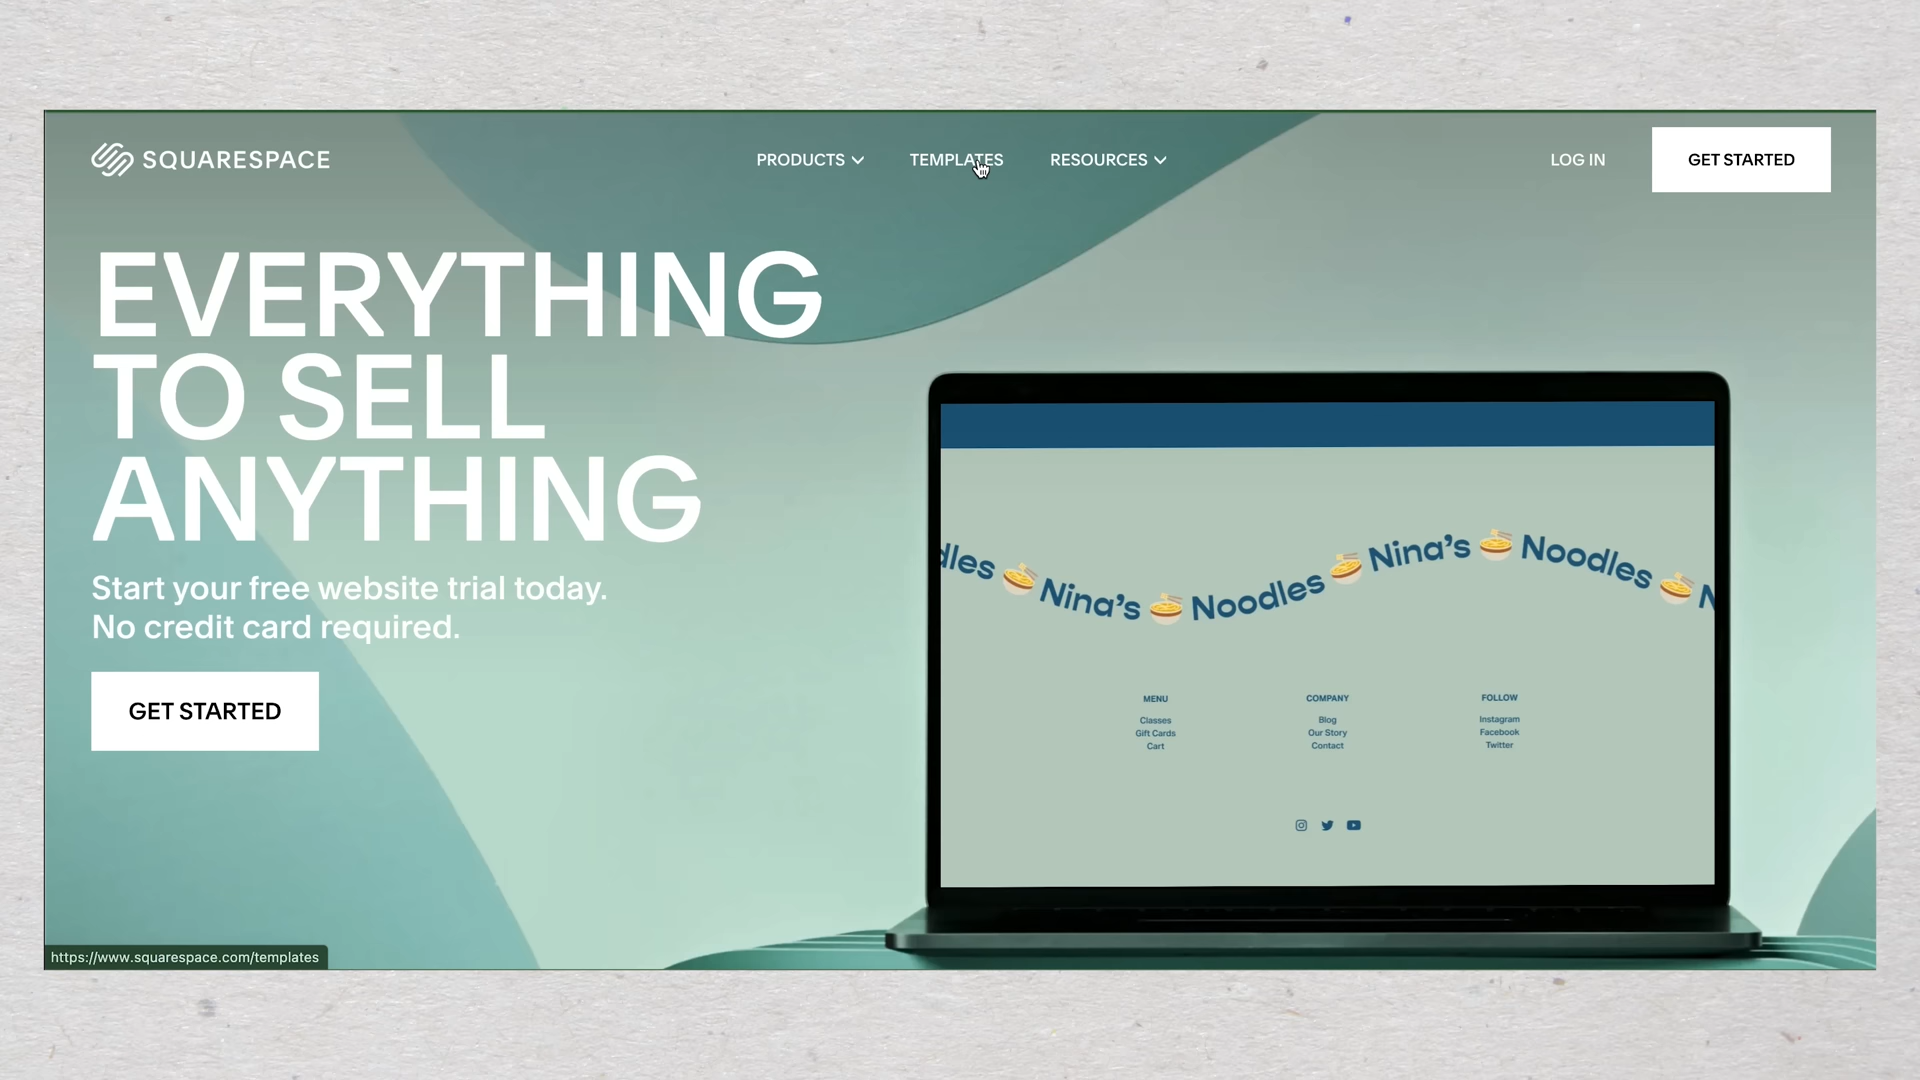 SQUARESPACE
PRODUCTS
TEMPLATES
RESOURCES
LOG IN
GET STARTED
EVERYTHING
TO SELL
ANYTHING
Start your free website trial today.
No credit card required.
GET STARTED
dles Nina's Noodles Nina's Noodles N
MENU
Classes
Gift Cards
Cart
COMPANY
Blog
Our Story
Contact
FOLLOW
Instagram
Facebook
Twitter
https://www.squarespace.com/templates